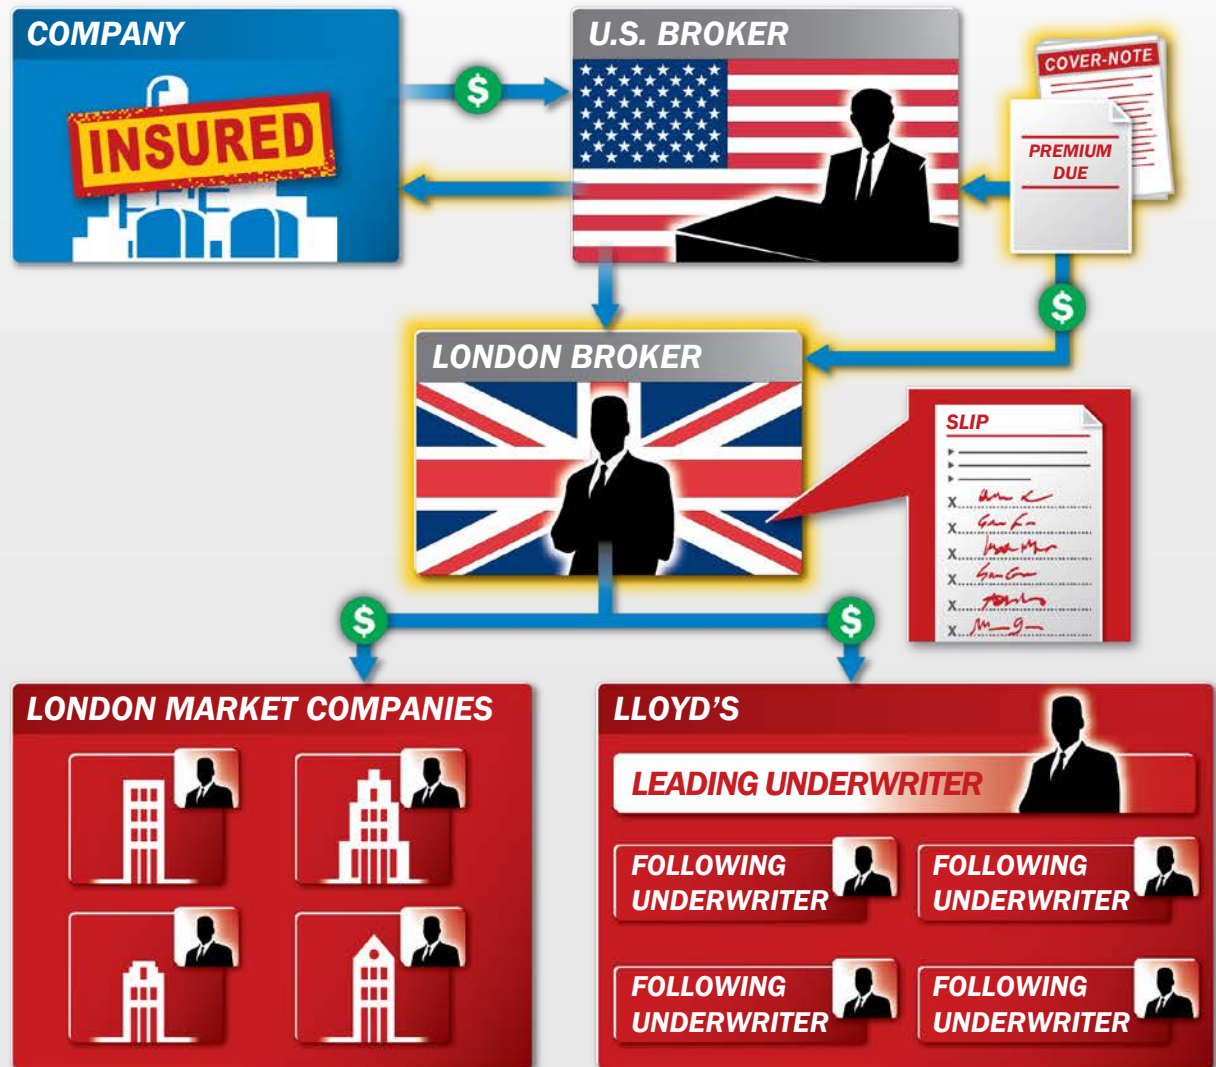 COMPANY
INSURED
$
U.S. BROKER
COVER-NOTE
PREMIUM
DUE
$
LONDON BROKER
SLIP
X
X
X
X
X
X
$
$
LONDON MARKET COMPANIES
LLOYD'S
LEADING UNDERWRITER
FOLLOWING
UNDERWRITER
FOLLOWING
UNDERWRITER
FOLLOWING
UNDERWRITER
FOLLOWING
UNDERWRITER